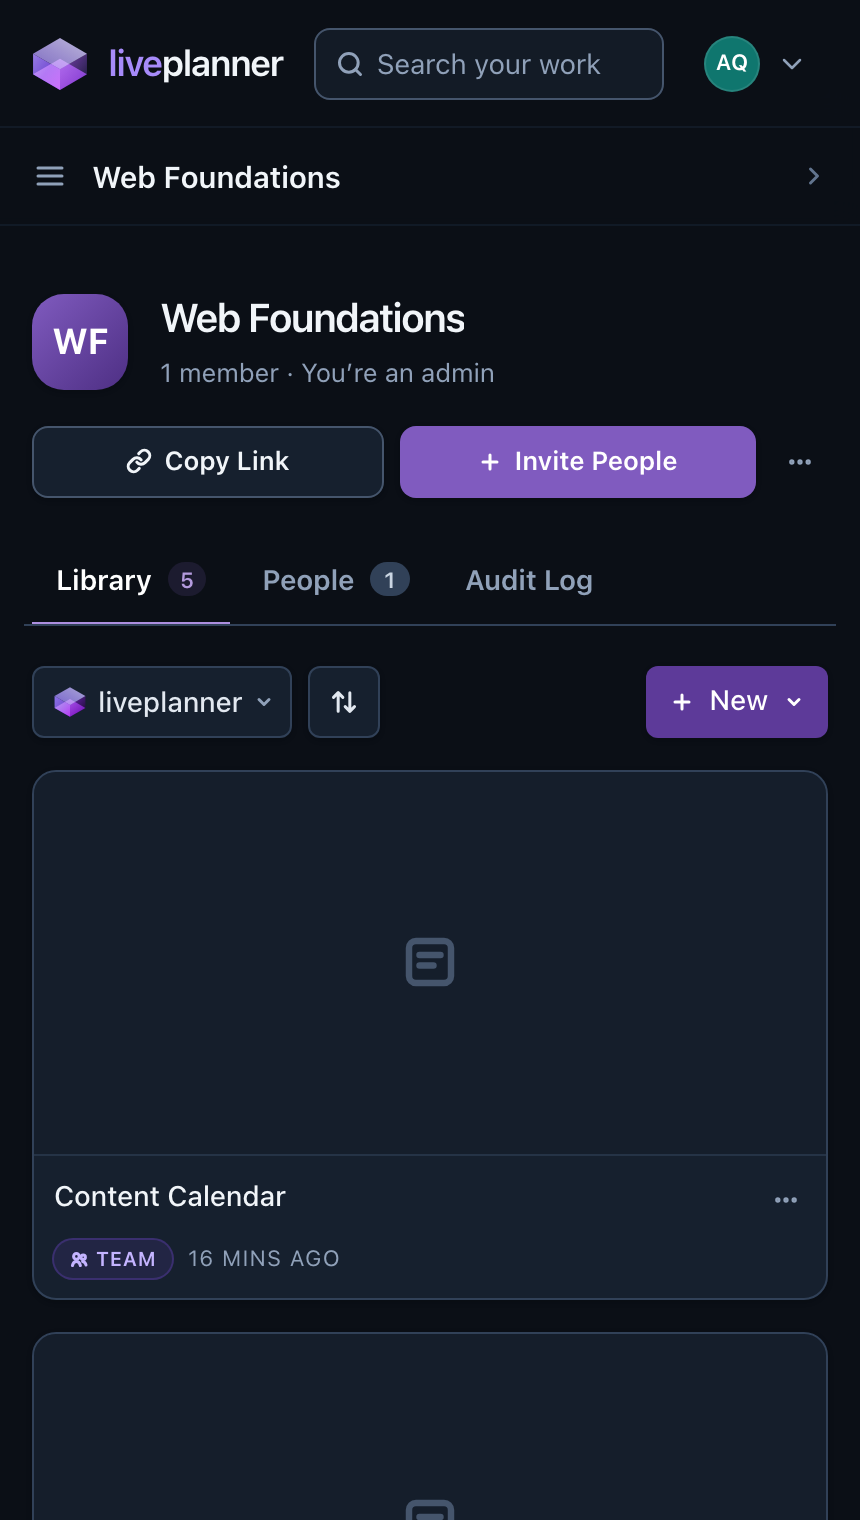 liveplanner
Search your work
AQ
Web Foundations
WF
Web Foundations
1 member · You’re an admin
Copy Link
Invite People
Library 5
People 1
Audit Log
liveplanner
New
Content Calendar
TEAM
16 MINS AGO